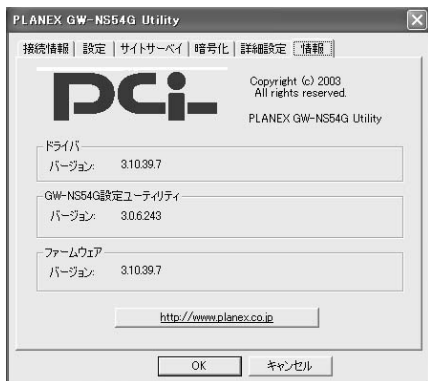 PLANEX GW-NS54G Utility
接続情報 設定 サイトサーベイ 暗号化 詳細設定 情報
PCi
Copyright (c) 2003
All rights reserved.
PLANEX GW-NS54G Utility
ドライバ
バージョン: 3.10.39.7
GW-NS54G設定ユーティリティ
バージョン: 3.0.6.243
ファームウェア
バージョン: 3.10.39.7
http://www.planex.co.jp
OK キャンセル